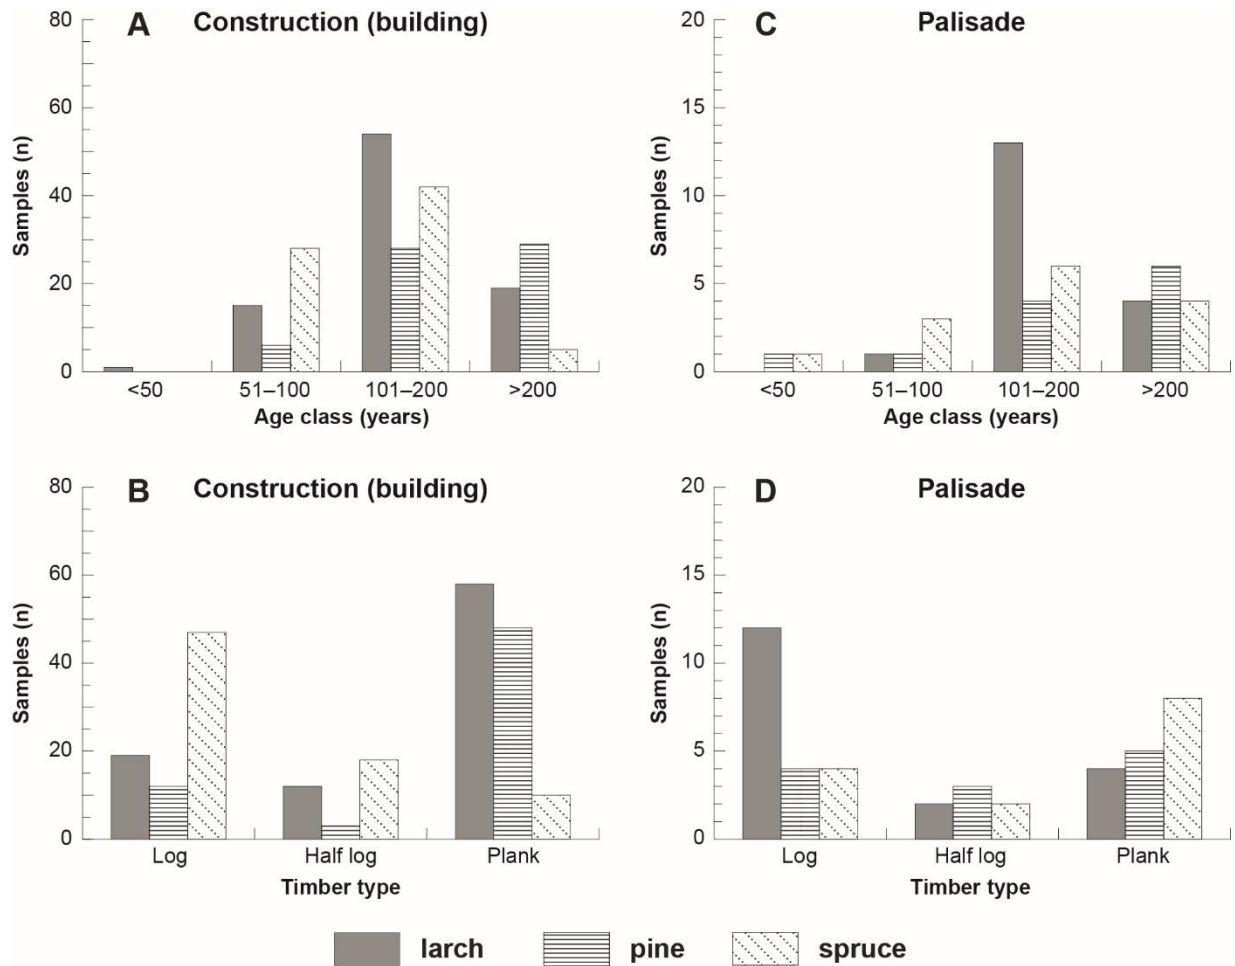 A Construction (building)
80
60
40
20
0
Samples (n)
<50 51–100 101–200 >200
Age class (years)
C Palisade
20
15
10
5
0
Samples (n)
<50 51–100 101–200 >200
Age class (years)
B Construction (building)
80
60
40
20
0
Samples (n)
Log Half log Plank
Timber type
D Palisade
20
15
10
5
0
Samples (n)
Log Half log Plank
Timber type
larch pine spruce